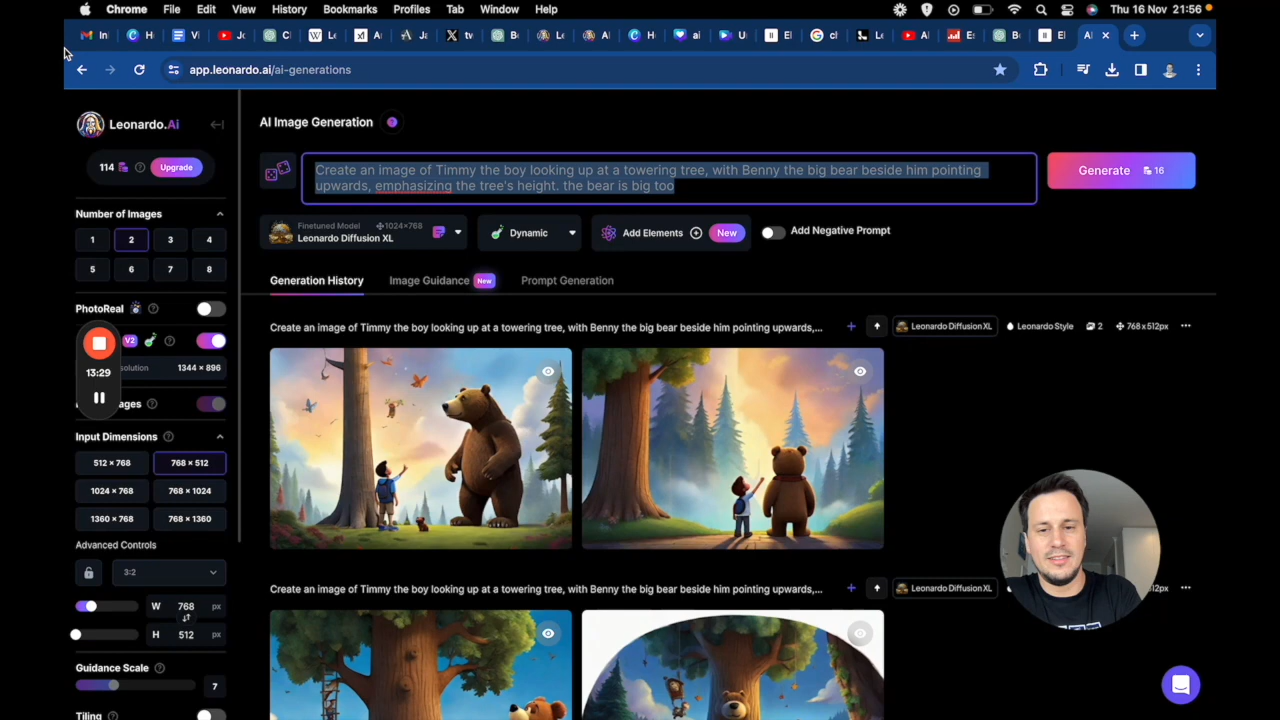 Chrome File Edit View History Bookmarks Profiles Tab Window Help Thu 16 Nov 21:56
app.leonardo.ai/ai-generations
Leonardo.Ai
114 Upgrade
Number of Images
1 2 3 4
5 6 7 8
PhotoReal
V2
13:29
solution 1344 × 896
ages
Input Dimensions
512 × 768 768 × 512
1024 × 768 768 × 1024
1360 × 768 768 × 1360
Advanced Controls
3:2
W 768 px
H 512 px
Guidance Scale
7
Tiling
AI Image Generation
Create an image of Timmy the boy looking up at a towering tree, with Benny the big bear beside him pointing
upwards, emphasizing the tree's height. the bear is big too
Generate 16
Finetuned Model 1024×768
Leonardo Diffusion XL
Dynamic
Add Elements New
Add Negative Prompt
Generation History Image Guidance New Prompt Generation
Create an image of Timmy the boy looking up at a towering tree, with Benny the big bear beside him pointing upwards,... Leonardo Diffusion XL Leonardo Style 2 768 x 512px
Create an image of Timmy the boy looking up at a towering tree, with Benny the big bear beside him pointing upwards,... Leonardo Diffusion XL